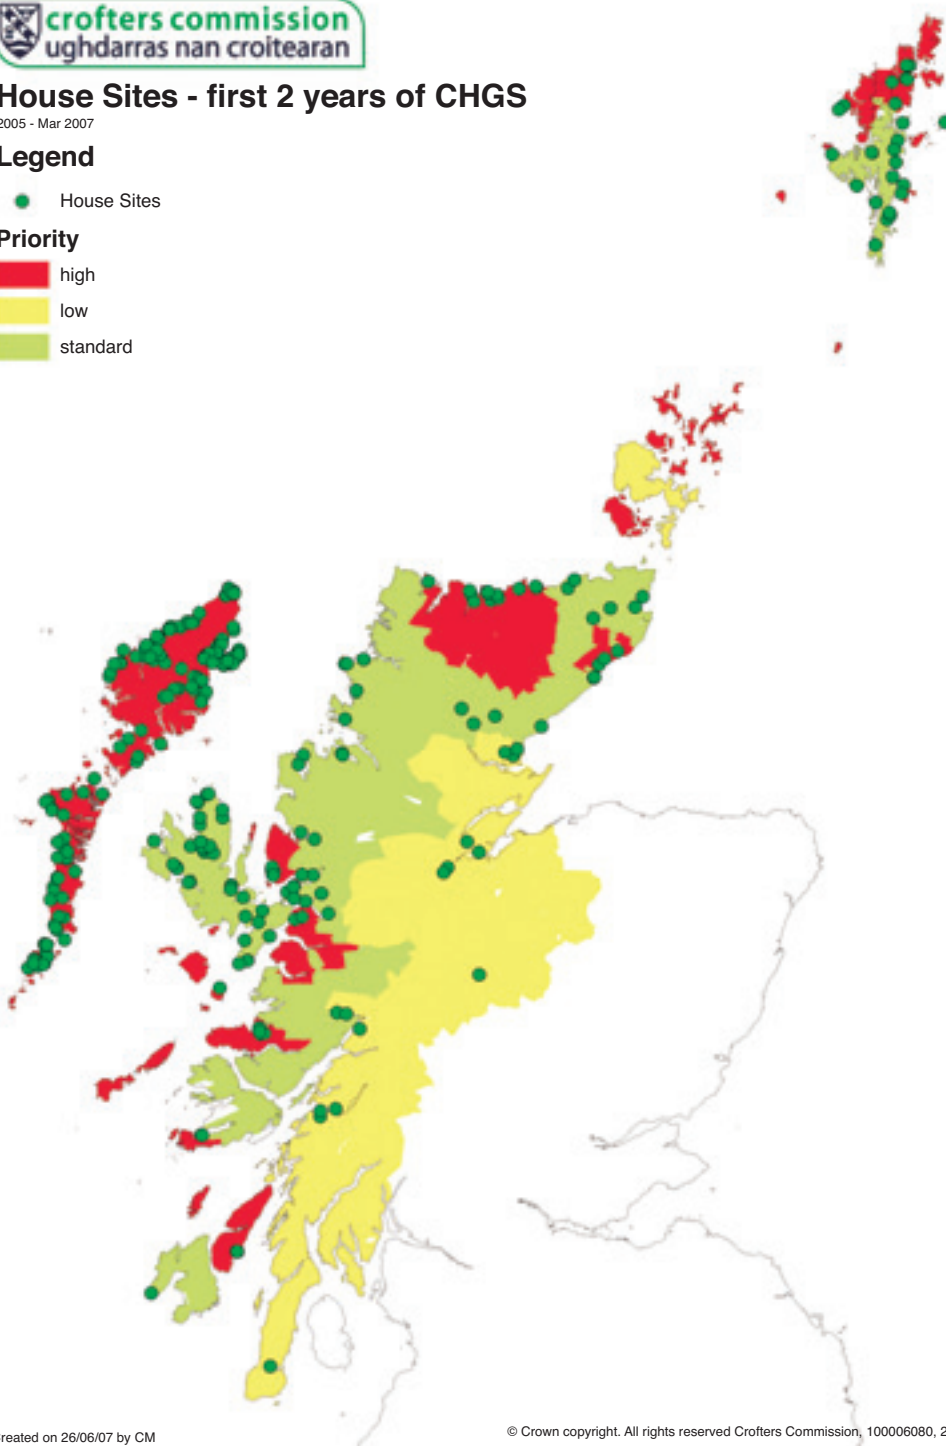 crofters commission
ughdarras nan croitearan
House Sites - first 2 years of CHGS
2005 - Mar 2007
Legend
House Sites
Priority
high
low
standard
reated on 26/06/07 by CM
© Crown copyright. All rights reserved Crofters Commission, 100006080, 2